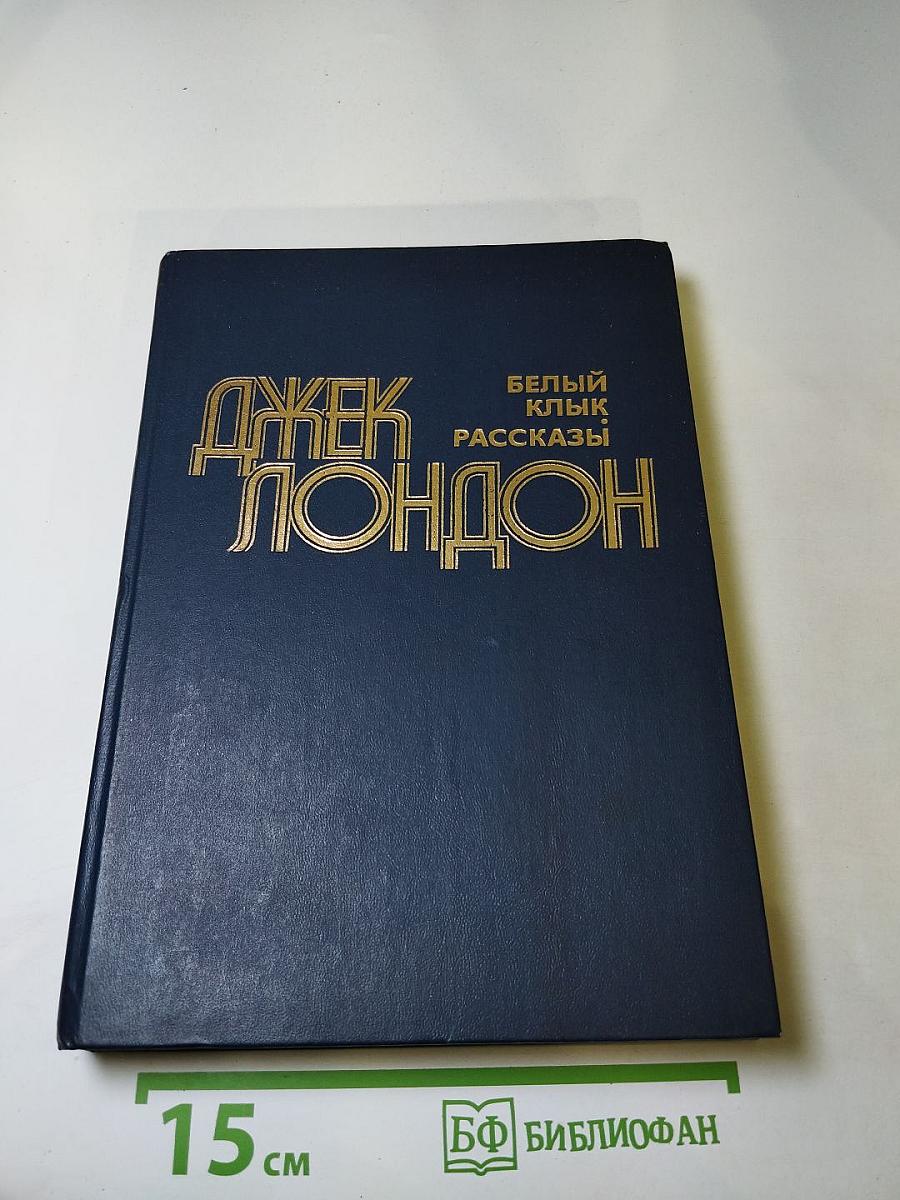 ДЖЕК
БЕЛЫЙ
КЛЫК
•
РАССКАЗЫ
ЛОНДОН
15 см
БФ БИБЛИОФАН